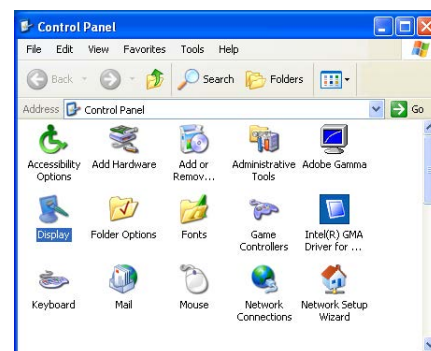 Control Panel
File Edit View Favorites Tools Help
Back Search Folders
Address Control Panel Go
Accessibility Options
Add Hardware
Add or Remov...
Administrative Tools
Adobe Gamma
Display
Folder Options
Fonts
Game Controllers
Intel(R) GMA Driver for ...
Keyboard
Mail
Mouse
Network Connections
Network Setup Wizard